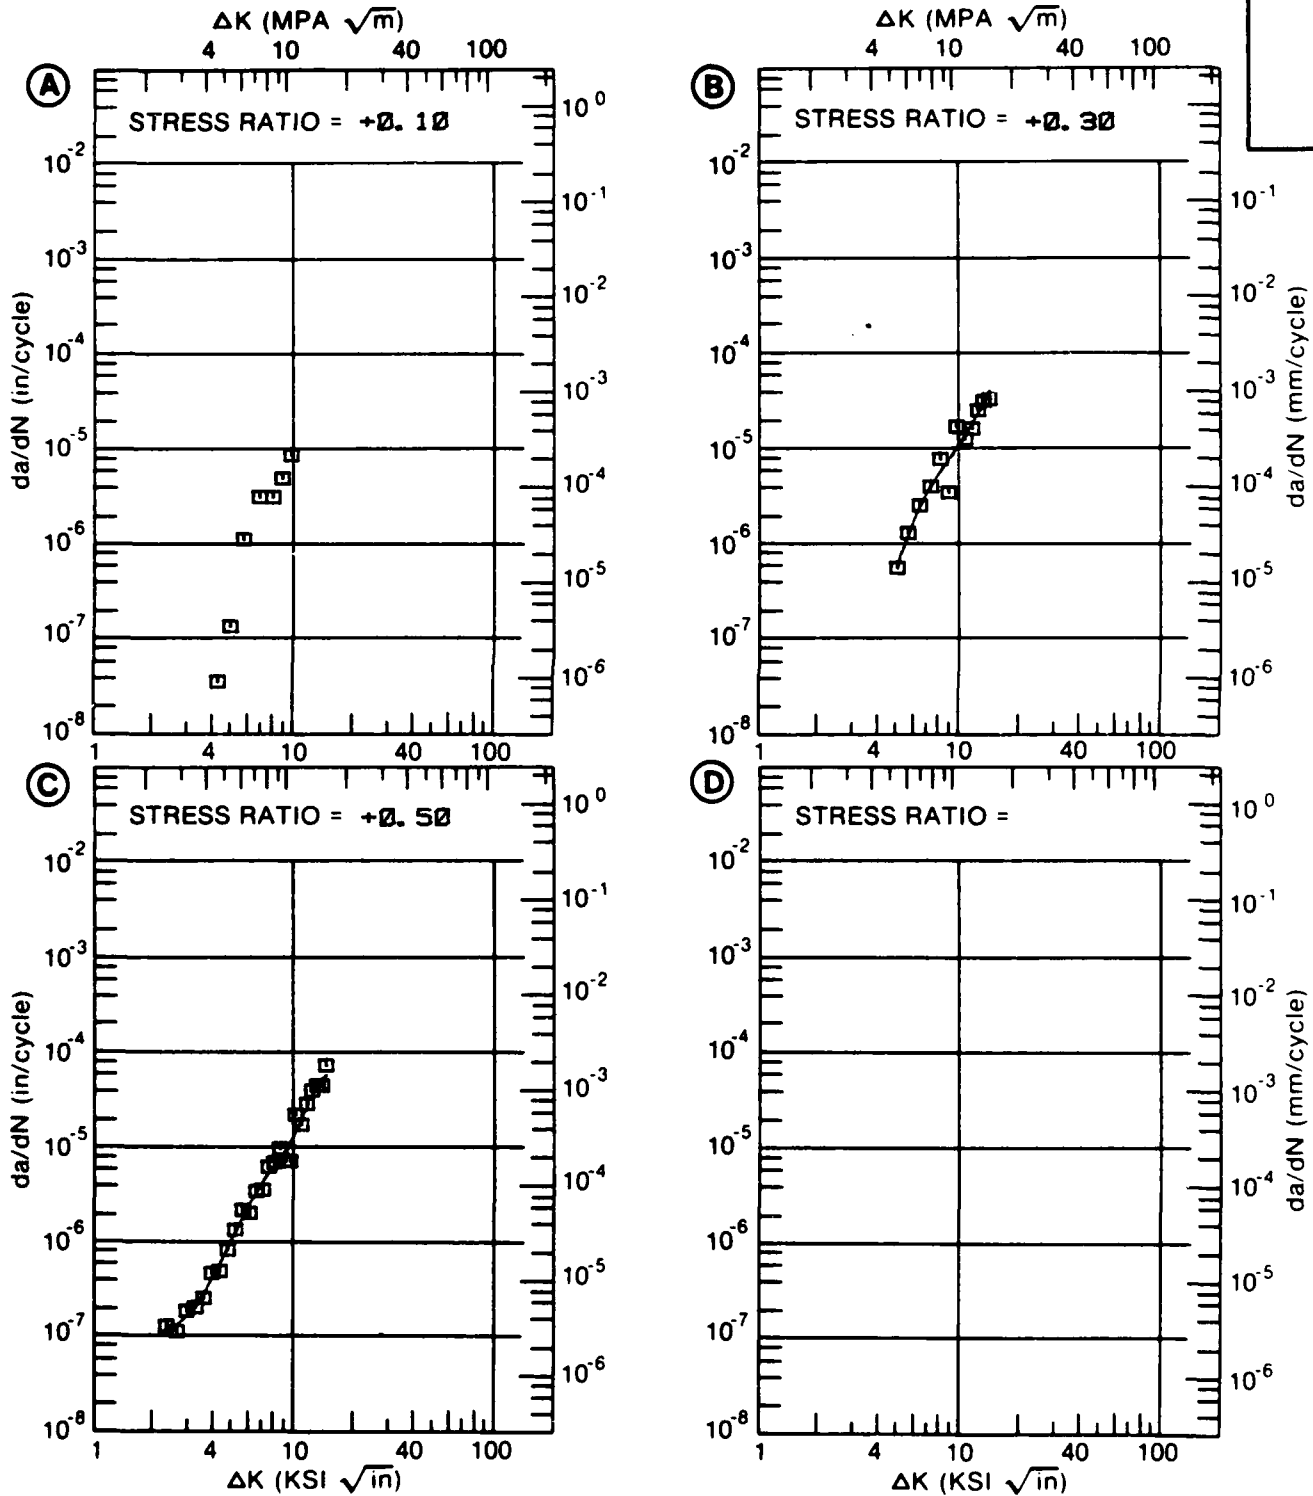 ΔK (MPA √m)
4 10 40 100
ΔK (MPA √m)
4 10 40 100
A
STRESS RATIO = +0.10
10^-2
10^-3
10^-4
10^-5
10^-6
10^-7
10^-8
da/dN (in/cycle)
10^0
10^-1
10^-2
10^-3
10^-4
10^-5
10^-6
1 4 10 40 100
B
STRESS RATIO = +0.30
10^-2
10^-3
10^-4
10^-5
10^-6
10^-7
10^-8
10^-1
10^-2
10^-3
10^-4
10^-5
10^-6
da/dN (mm/cycle)
1 4 10 40 100
C
STRESS RATIO = +0.50
10^-2
10^-3
10^-4
10^-5
10^-6
10^-7
10^-8
da/dN (in/cycle)
10^0
10^-1
10^-2
10^-3
10^-4
10^-5
10^-6
1 4 10 40 100
ΔK (KSI √in)
D
STRESS RATIO =
10^-2
10^-3
10^-4
10^-5
10^-6
10^-7
10^-8
10^0
10^-1
10^-2
10^-3
10^-4
10^-5
10^-6
da/dN (mm/cycle)
1 4 10 40 100
ΔK (KSI √in)